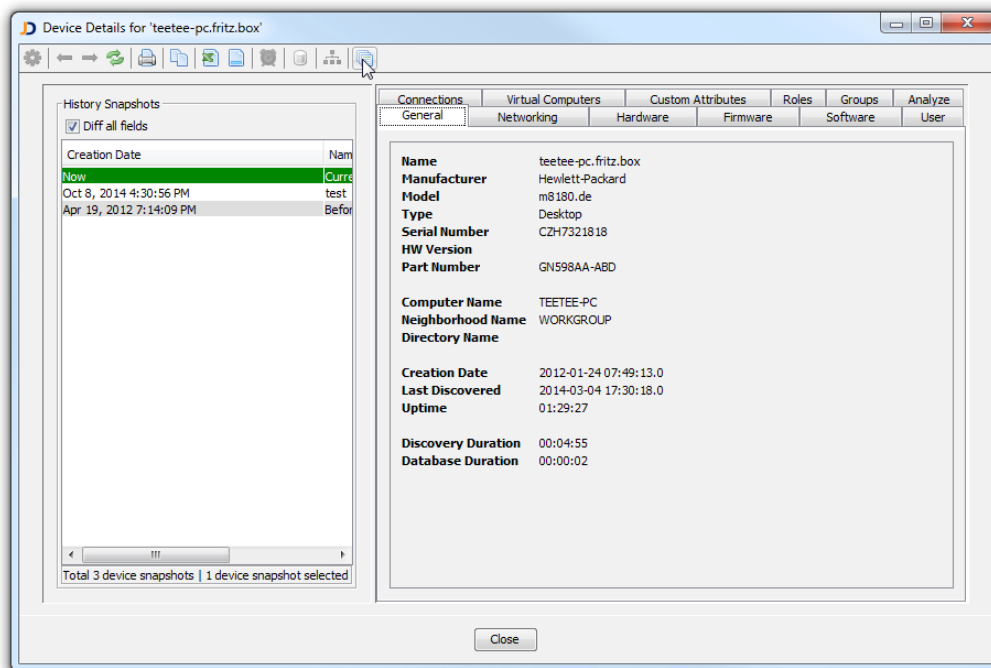 Device Details for 'teetee-pc.fritz.box'
History Snapshots
Diff all fields
Creation Date Nam
Now Curre
Oct 8, 2014 4:30:56 PM test
Apr 19, 2012 7:14:09 PM Befor
Total 3 device snapshots | 1 device snapshot selected
Connections Virtual Computers Custom Attributes Roles Groups Analyze
General Networking Hardware Firmware Software User
Name teetee-pc.fritz.box
Manufacturer Hewlett-Packard
Model m8180.de
Type Desktop
Serial Number CZH7321818
HW Version
Part Number GN598AA-ABD
Computer Name TEETEE-PC
Neighborhood Name WORKGROUP
Directory Name
Creation Date 2012-01-24 07:49:13.0
Last Discovered 2014-03-04 17:30:18.0
Uptime 01:29:27
Discovery Duration 00:04:55
Database Duration 00:00:02
Close